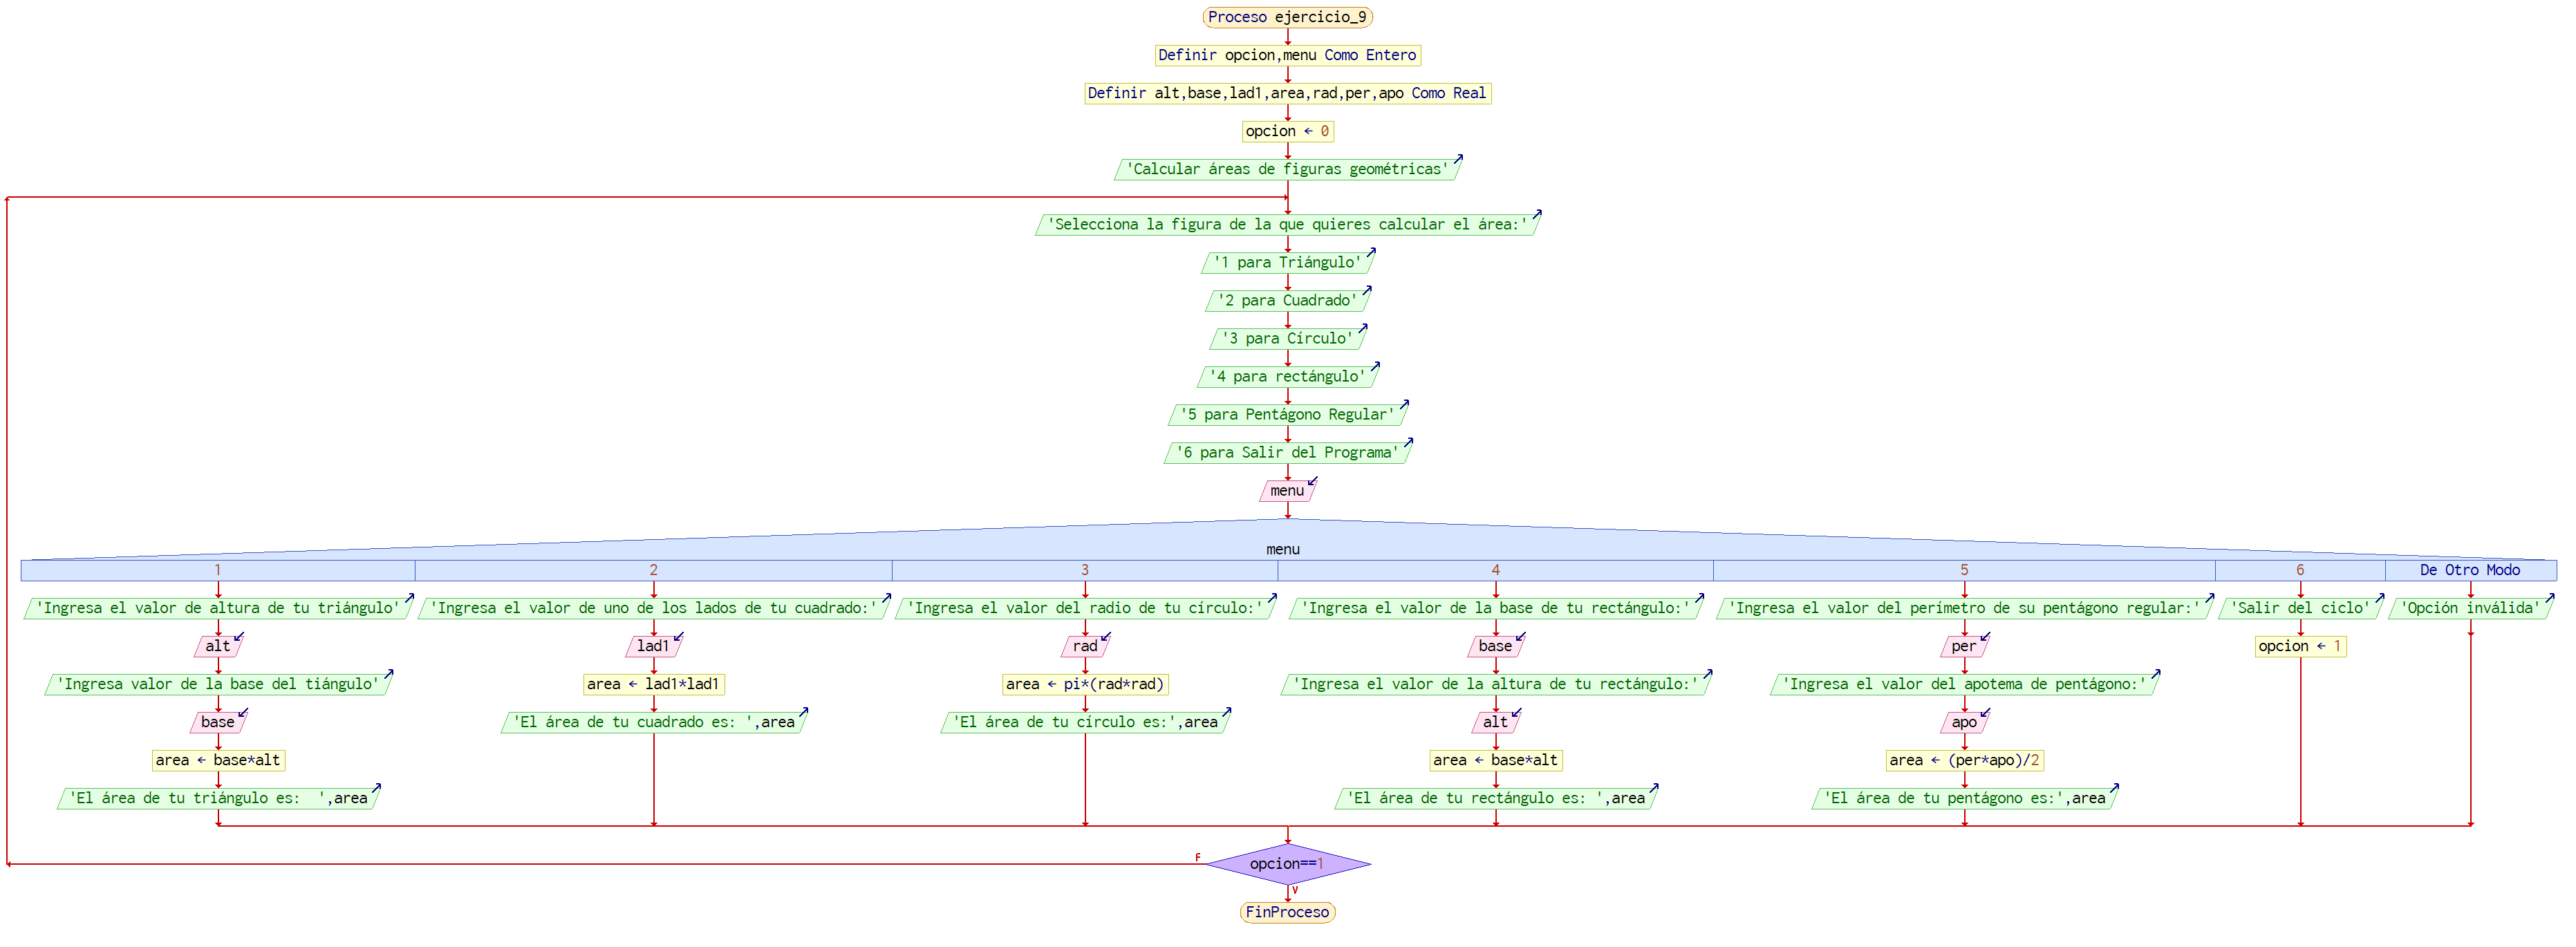 Proceso ejercicio_9
Definir opcion,menu Como Entero
Definir alt,base,lad1,area,rad,per,apo Como Real
opcion ← 0
'Calcular áreas de figuras geométricas'
'Selecciona la figura de la que quieres calcular el área:'
'1 para Triángulo'
'2 para Cuadrado'
'3 para Círculo'
'4 para rectángulo'
'5 para Pentágono Regular'
'6 para Salir del Programa'
menu
menu
1
'Ingresa el valor de altura de tu triángulo'
alt
'Ingresa valor de la base del tiángulo'
base
area ← base*alt
'El área de tu triángulo es:  ',area
2
'Ingresa el valor de uno de los lados de tu cuadrado:'
lad1
area ← lad1*lad1
'El área de tu cuadrado es: ',area
3
'Ingresa el valor del radio de tu círculo:'
rad
area ← pi*(rad*rad)
'El área de tu círculo es:',area
4
'Ingresa el valor de la base de tu rectángulo:'
base
'Ingresa el valor de la altura de tu rectángulo:'
alt
area ← base*alt
'El área de tu rectángulo es: ',area
5
'Ingresa el valor del perímetro de su pentágono regular:'
per
'Ingresa el valor del apotema de pentágono:'
apo
area ← (per*apo)/2
'El área de tu pentágono es:',area
6
'Salir del ciclo'
opcion ← 1
De Otro Modo
'Opción inválida'
opcion==1
F
V
FinProceso